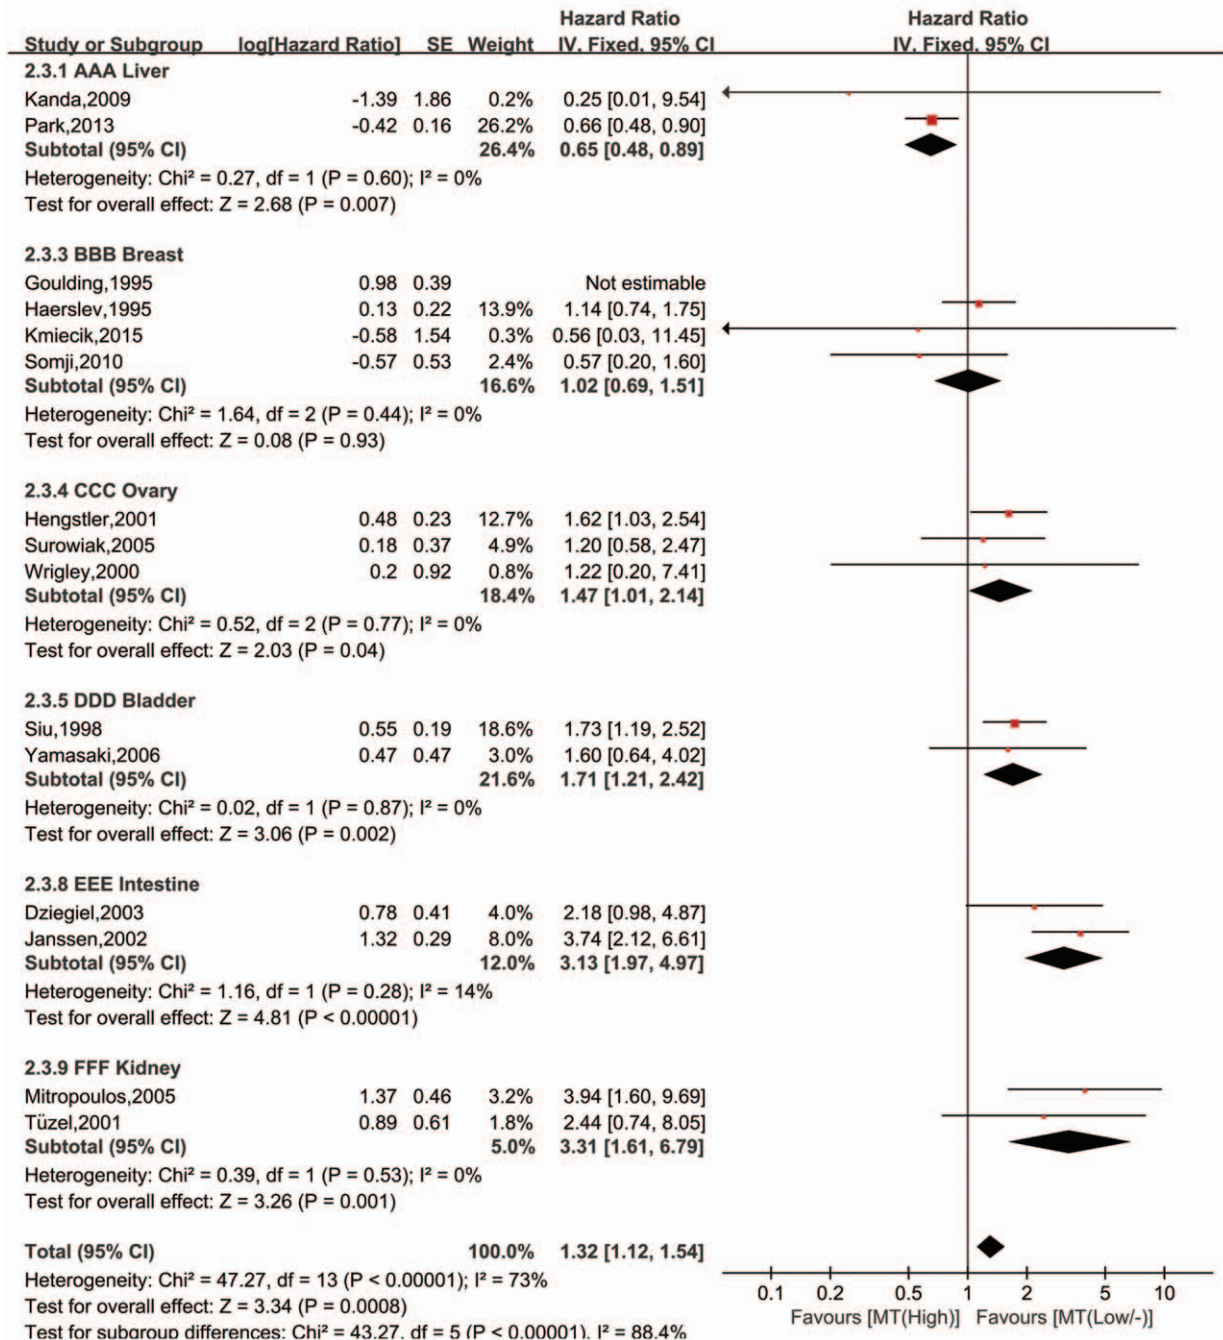 Hazard Ratio Hazard Ratio
Study or Subgroup log[Hazard Ratio] SE Weight IV, Fixed, 95% CI IV, Fixed, 95% CI
2.3.1 AAA Liver
Kanda,2009 -1.39 1.86 0.2% 0.25 [0.01, 9.54]
Park,2013 -0.42 0.16 26.2% 0.66 [0.48, 0.90]
Subtotal (95% CI) 26.4% 0.65 [0.48, 0.89]
Heterogeneity: Chi² = 0.27, df = 1 (P = 0.60); I² = 0%
Test for overall effect: Z = 2.68 (P = 0.007)
2.3.3 BBB Breast
Goulding,1995 0.98 0.39 Not estimable
Haerslev,1995 0.13 0.22 13.9% 1.14 [0.74, 1.75]
Kmiecik,2015 -0.58 1.54 0.3% 0.56 [0.03, 11.45]
Somji,2010 -0.57 0.53 2.4% 0.57 [0.20, 1.60]
Subtotal (95% CI) 16.6% 1.02 [0.69, 1.51]
Heterogeneity: Chi² = 1.64, df = 2 (P = 0.44); I² = 0%
Test for overall effect: Z = 0.08 (P = 0.93)
2.3.4 CCC Ovary
Hengstler,2001 0.48 0.23 12.7% 1.62 [1.03, 2.54]
Surowiak,2005 0.18 0.37 4.9% 1.20 [0.58, 2.47]
Wrigley,2000 0.2 0.92 0.8% 1.22 [0.20, 7.41]
Subtotal (95% CI) 18.4% 1.47 [1.01, 2.14]
Heterogeneity: Chi² = 0.52, df = 2 (P = 0.77); I² = 0%
Test for overall effect: Z = 2.03 (P = 0.04)
2.3.5 DDD Bladder
Siu,1998 0.55 0.19 18.6% 1.73 [1.19, 2.52]
Yamasaki,2006 0.47 0.47 3.0% 1.60 [0.64, 4.02]
Subtotal (95% CI) 21.6% 1.71 [1.21, 2.42]
Heterogeneity: Chi² = 0.02, df = 1 (P = 0.87); I² = 0%
Test for overall effect: Z = 3.06 (P = 0.002)
2.3.8 EEE Intestine
Dziegiel,2003 0.78 0.41 4.0% 2.18 [0.98, 4.87]
Janssen,2002 1.32 0.29 8.0% 3.74 [2.12, 6.61]
Subtotal (95% CI) 12.0% 3.13 [1.97, 4.97]
Heterogeneity: Chi² = 1.16, df = 1 (P = 0.28); I² = 14%
Test for overall effect: Z = 4.81 (P < 0.00001)
2.3.9 FFF Kidney
Mitropoulos,2005 1.37 0.46 3.2% 3.94 [1.60, 9.69]
Tüzel,2001 0.89 0.61 1.8% 2.44 [0.74, 8.05]
Subtotal (95% CI) 5.0% 3.31 [1.61, 6.79]
Heterogeneity: Chi² = 0.39, df = 1 (P = 0.53); I² = 0%
Test for overall effect: Z = 3.26 (P = 0.001)
Total (95% CI) 100.0% 1.32 [1.12, 1.54]
Heterogeneity: Chi² = 47.27, df = 13 (P < 0.00001); I² = 73%
Test for overall effect: Z = 3.34 (P = 0.0008)
Test for subgroup differences: Chi² = 43.27, df = 5 (P < 0.00001), I² = 88.4%
0.1 0.2 0.5 1 2 5 10
Favours [MT(High)] Favours [MT(Low/-)]